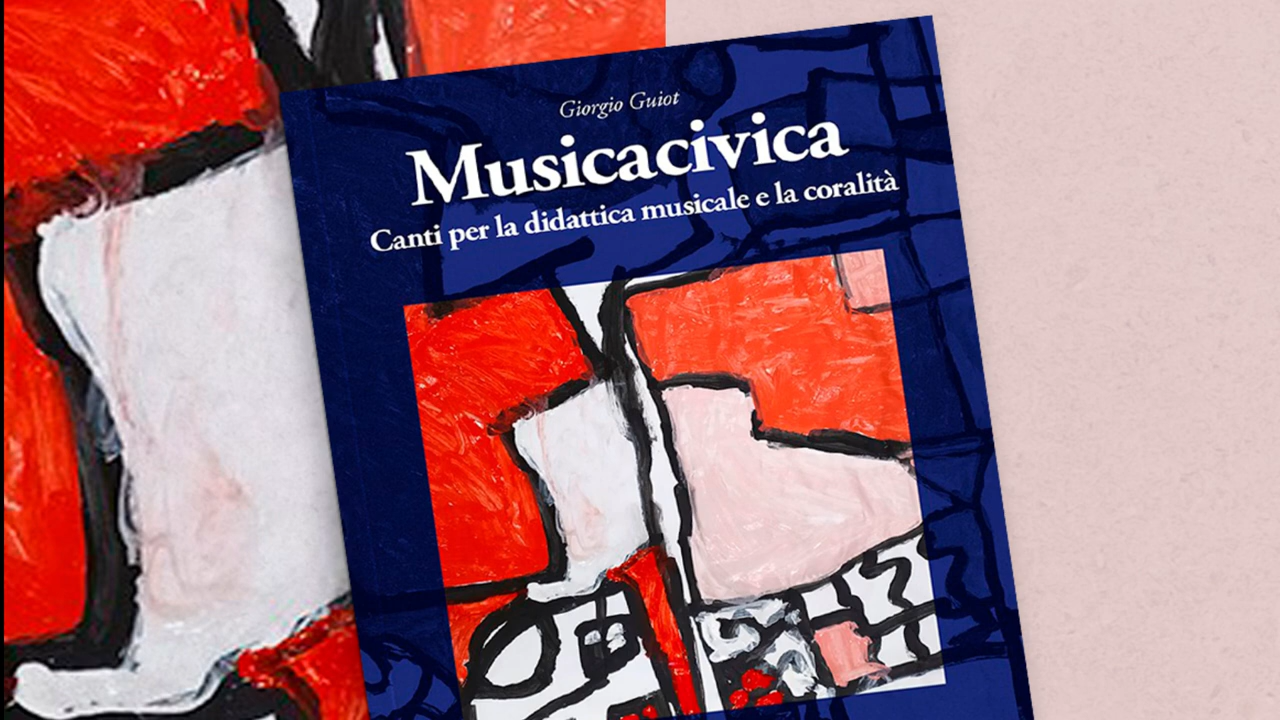 Giorgio Guiot
Musicacivica
Canti per la didattica musicale e la coralità